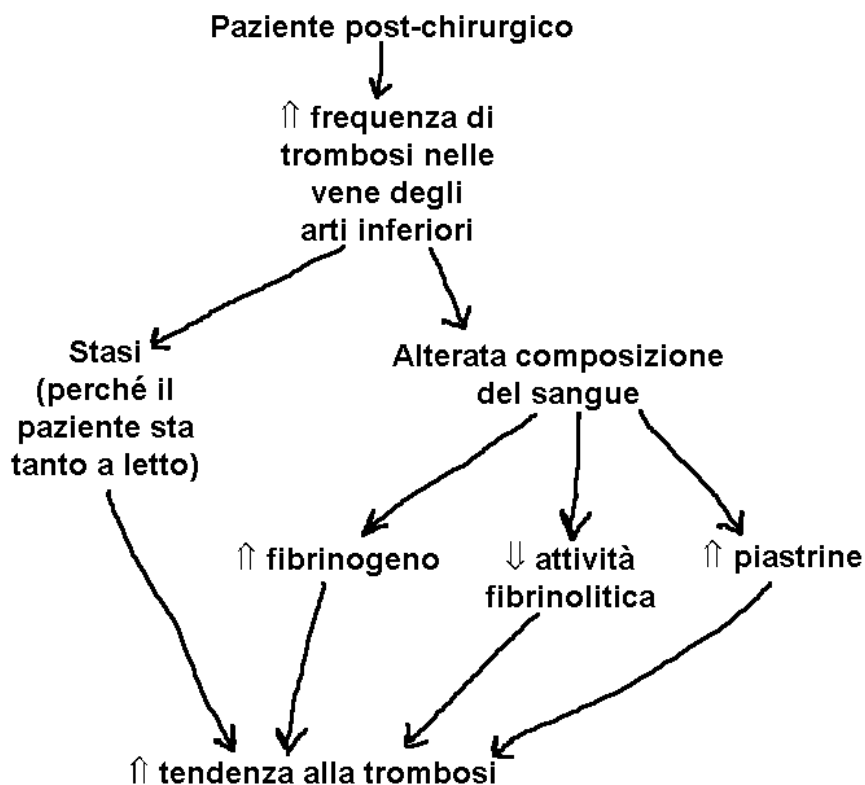 Paziente post-chirurgico
⇑ frequenza di
trombosi nelle
vene degli
arti inferiori
Stasi
(perché il
paziente sta
tanto a letto)
Alterata composizione
del sangue
⇑ fibrinogeno
⇓ attività
fibrinolitica
⇑ piastrine
⇑ tendenza alla trombosi